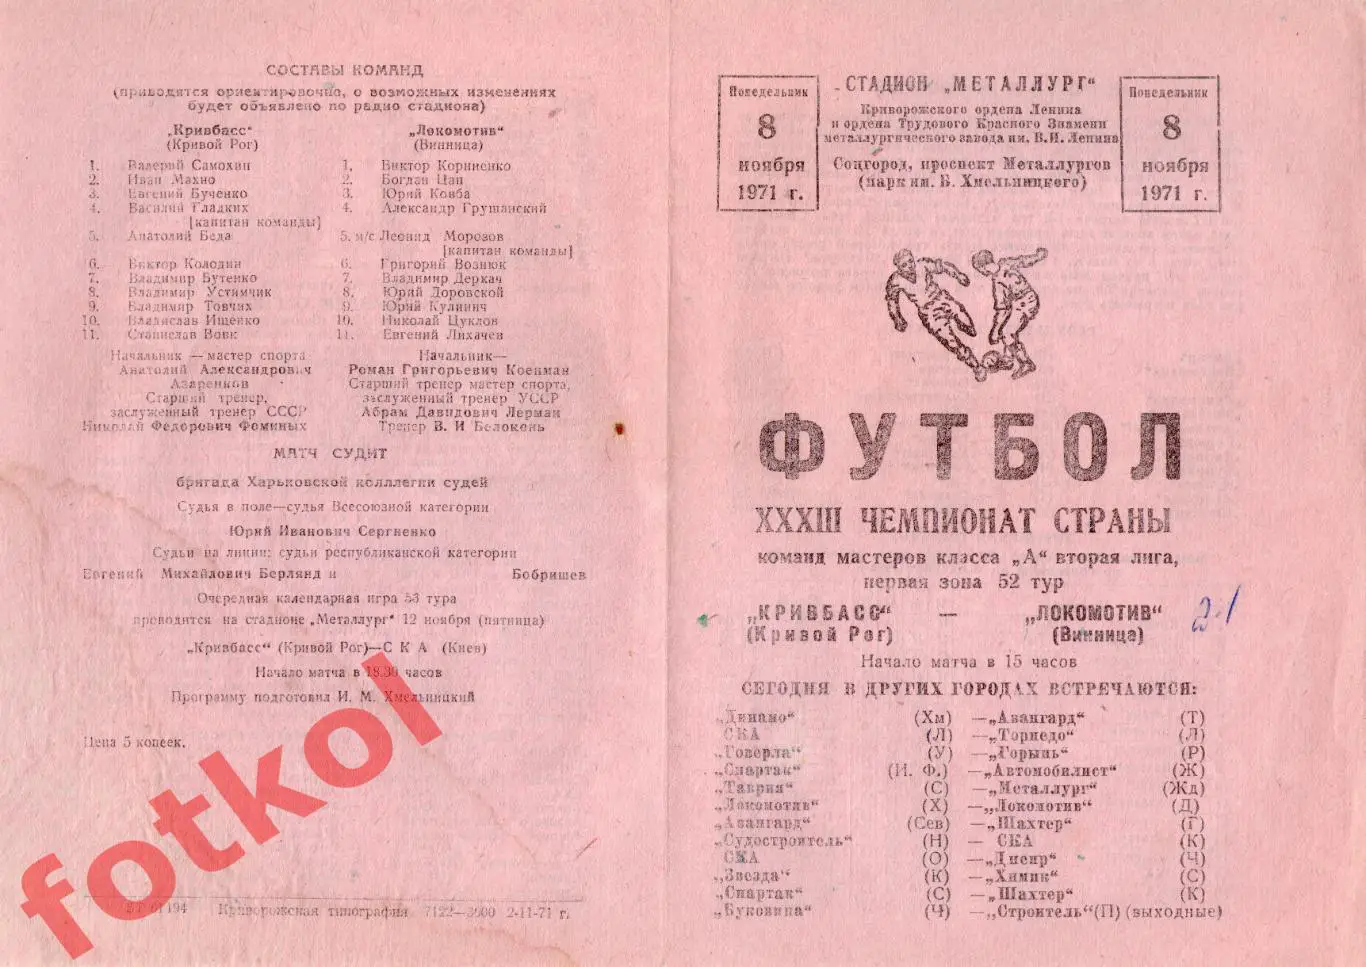 СОСТАВЫ КОМАНД
(приводятся ориентировочно, о возможных изменениях
будет объявлено по радио стадиона)
„Кривбасс“ „Локомотив“
(Кривой Рог) (Винница)
1. Валерий Самохин 1. Виктор Корниенко
2. Иван Махно 2. Богдан Цап
3. Евгений Бученко 3. Юрий Ковба
4. Василий Гладких 4. Александр Грушанский
[капитан команды]
5. Анатолий Беда 5. м/с Леонид Морозов
[капитан команды]
6. Виктор Колодин 6. Григорий Вознюк
7. Владимир Бутенко 7. Владимир Деркач
8. Владимир Устимчик 8. Юрий Доровской
9. Владимир Товчих 9. Юрий Кулинич
10. Владислав Ищенко 10. Николай Цуклов
11. Станислав Вовк 11. Евгений Лихачев
Начальник — мастер спорта Начальник—
Анатолий Александрович Роман Григорьевич Коенман
Азаренков Старший тренер мастер спорта,
Старший тренер, заслуженный тренер УССР
заслуженный тренер СССР Абрам Давидович Лерман
Николай Федорович Фоминых Тренер В. И Белоконь
МАТЧ СУДИТ
бригада Харьковской коллегии судей
Судья в поле—судья Всесоюзной категории
Юрий Иванович Сергиенко
Судьи на линии: судьи республиканской категории
Евгений Михайлович Берлянд и Бобришев
Очередная календарная игра 53 тура
проводится на стадионе „Металлург“ 12 ноября (пятница)
„Кривбасс“ (Кривой Рог)—С К А (Киев)
Начало матча в 18.30 часов
Программу подготовил И. М. Хмельницкий
Цена 5 копеек.
БТ 01194 Криворожская типография 7122—3000 2-11-71 г.
Понедельник
8
ноября
1971 г.
СТАДИОН „МЕТАЛЛУРГ“
Криворожского ордена Ленина
и ордена Трудового Красного Знамени
металлургического завода им. В.И. Ленина
Соцгород, проспект Металлургов
(парк им. Б. Хмельницкого)
Понедельник
8
ноября
1971 г.
ФУТБОЛ
XXXIII ЧЕМПИОНАТ СТРАНЫ
команд мастеров класса „А“ вторая лига,
первая зона 52 тур
„КРИВБАСС“ — „ЛОКОМОТИВ“ 2-1
(Кривой Рог) (Винница)
Начало матча в 15 часов
СЕГОДНЯ В ДРУГИХ ГОРОДАХ ВСТРЕЧАЮТСЯ:
„Динамо“ (Хм) —„Авангард“ (Т)
СКА (Л) —„Торпедо“ (Л)
„Говерла“ (У) —„Горынь“ (Р)
„Спартак“ (И. Ф.) —„Автомобилист“ (Ж)
„Таврия“ (С) —„Металлург“ (Жд)
„Локомотив“ (Х) —„Локомотив“ (Д)
„Авангард“ (Сев) —„Шахтер“ (Г)
„Судостроитель“ (Н) — СКА (К)
СКА (О) —„Днепр“ (Ч)
„Звезда“ (К) —„Химик“ (С)
„Спартак“ (С) —„Шахтер“ (К)
„Буковина“ (Ч) —„Строитель“ (П) (выходные)
fotkol